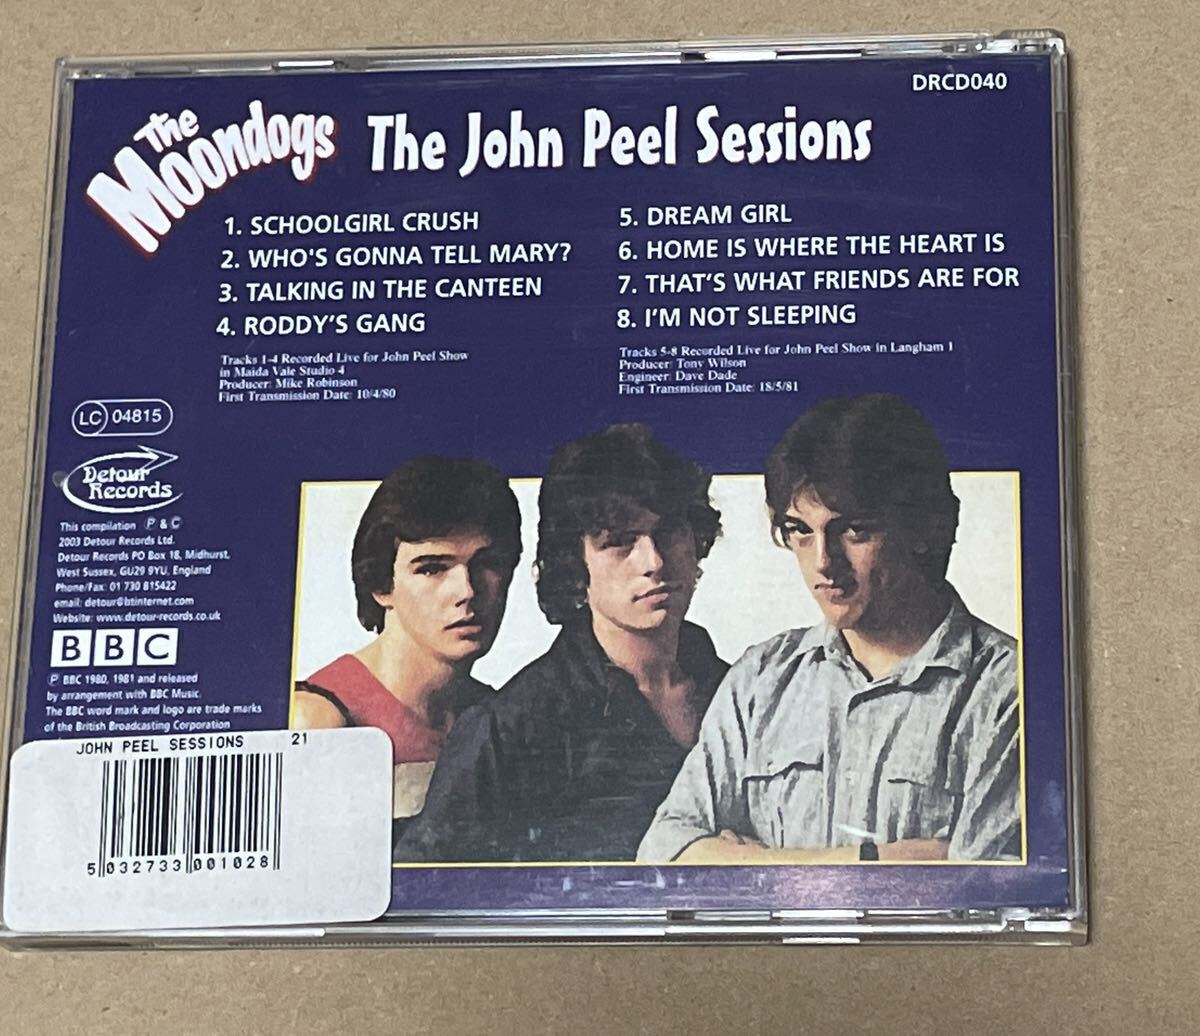 DRCD040
The
Moondogs
The John Peel Sessions
1. SCHOOLGIRL CRUSH
2. WHO'S GONNA TELL MARY?
3. TALKING IN THE CANTEEN
4. RODDY'S GANG
5. DREAM GIRL
6. HOME IS WHERE THE HEART IS
7. THAT'S WHAT FRIENDS ARE FOR
8. I'M NOT SLEEPING
Tracks 1-4 Recorded Live for John Peel Show
in Maida Vale Studio 4
Producer: Mike Robinson
First Transmission Date: 10/4/80
Tracks 5-8 Recorded Live for John Peel Show in Langham 1
Producer: Tony Wilson
Engineer: Dave Dade
First Transmission Date: 18/5/81
LC 04815
Detour
Records
This compilation Ⓟ & ©
2003 Detour Records Ltd.
Detour Records PO Box 18, Midhurst,
West Sussex, GU29 9YU, England
Phone/Fax: 01 730 815422
email: detour@btinternet.com
Website: www.detour-records.co.uk
BBC
Ⓟ BBC 1980, 1981 and released
by arrangement with BBC Music.
The BBC word mark and logo are trade marks
of the British Broadcasting Corporation
JOHN PEEL SESSIONS 21
5 032733 001028